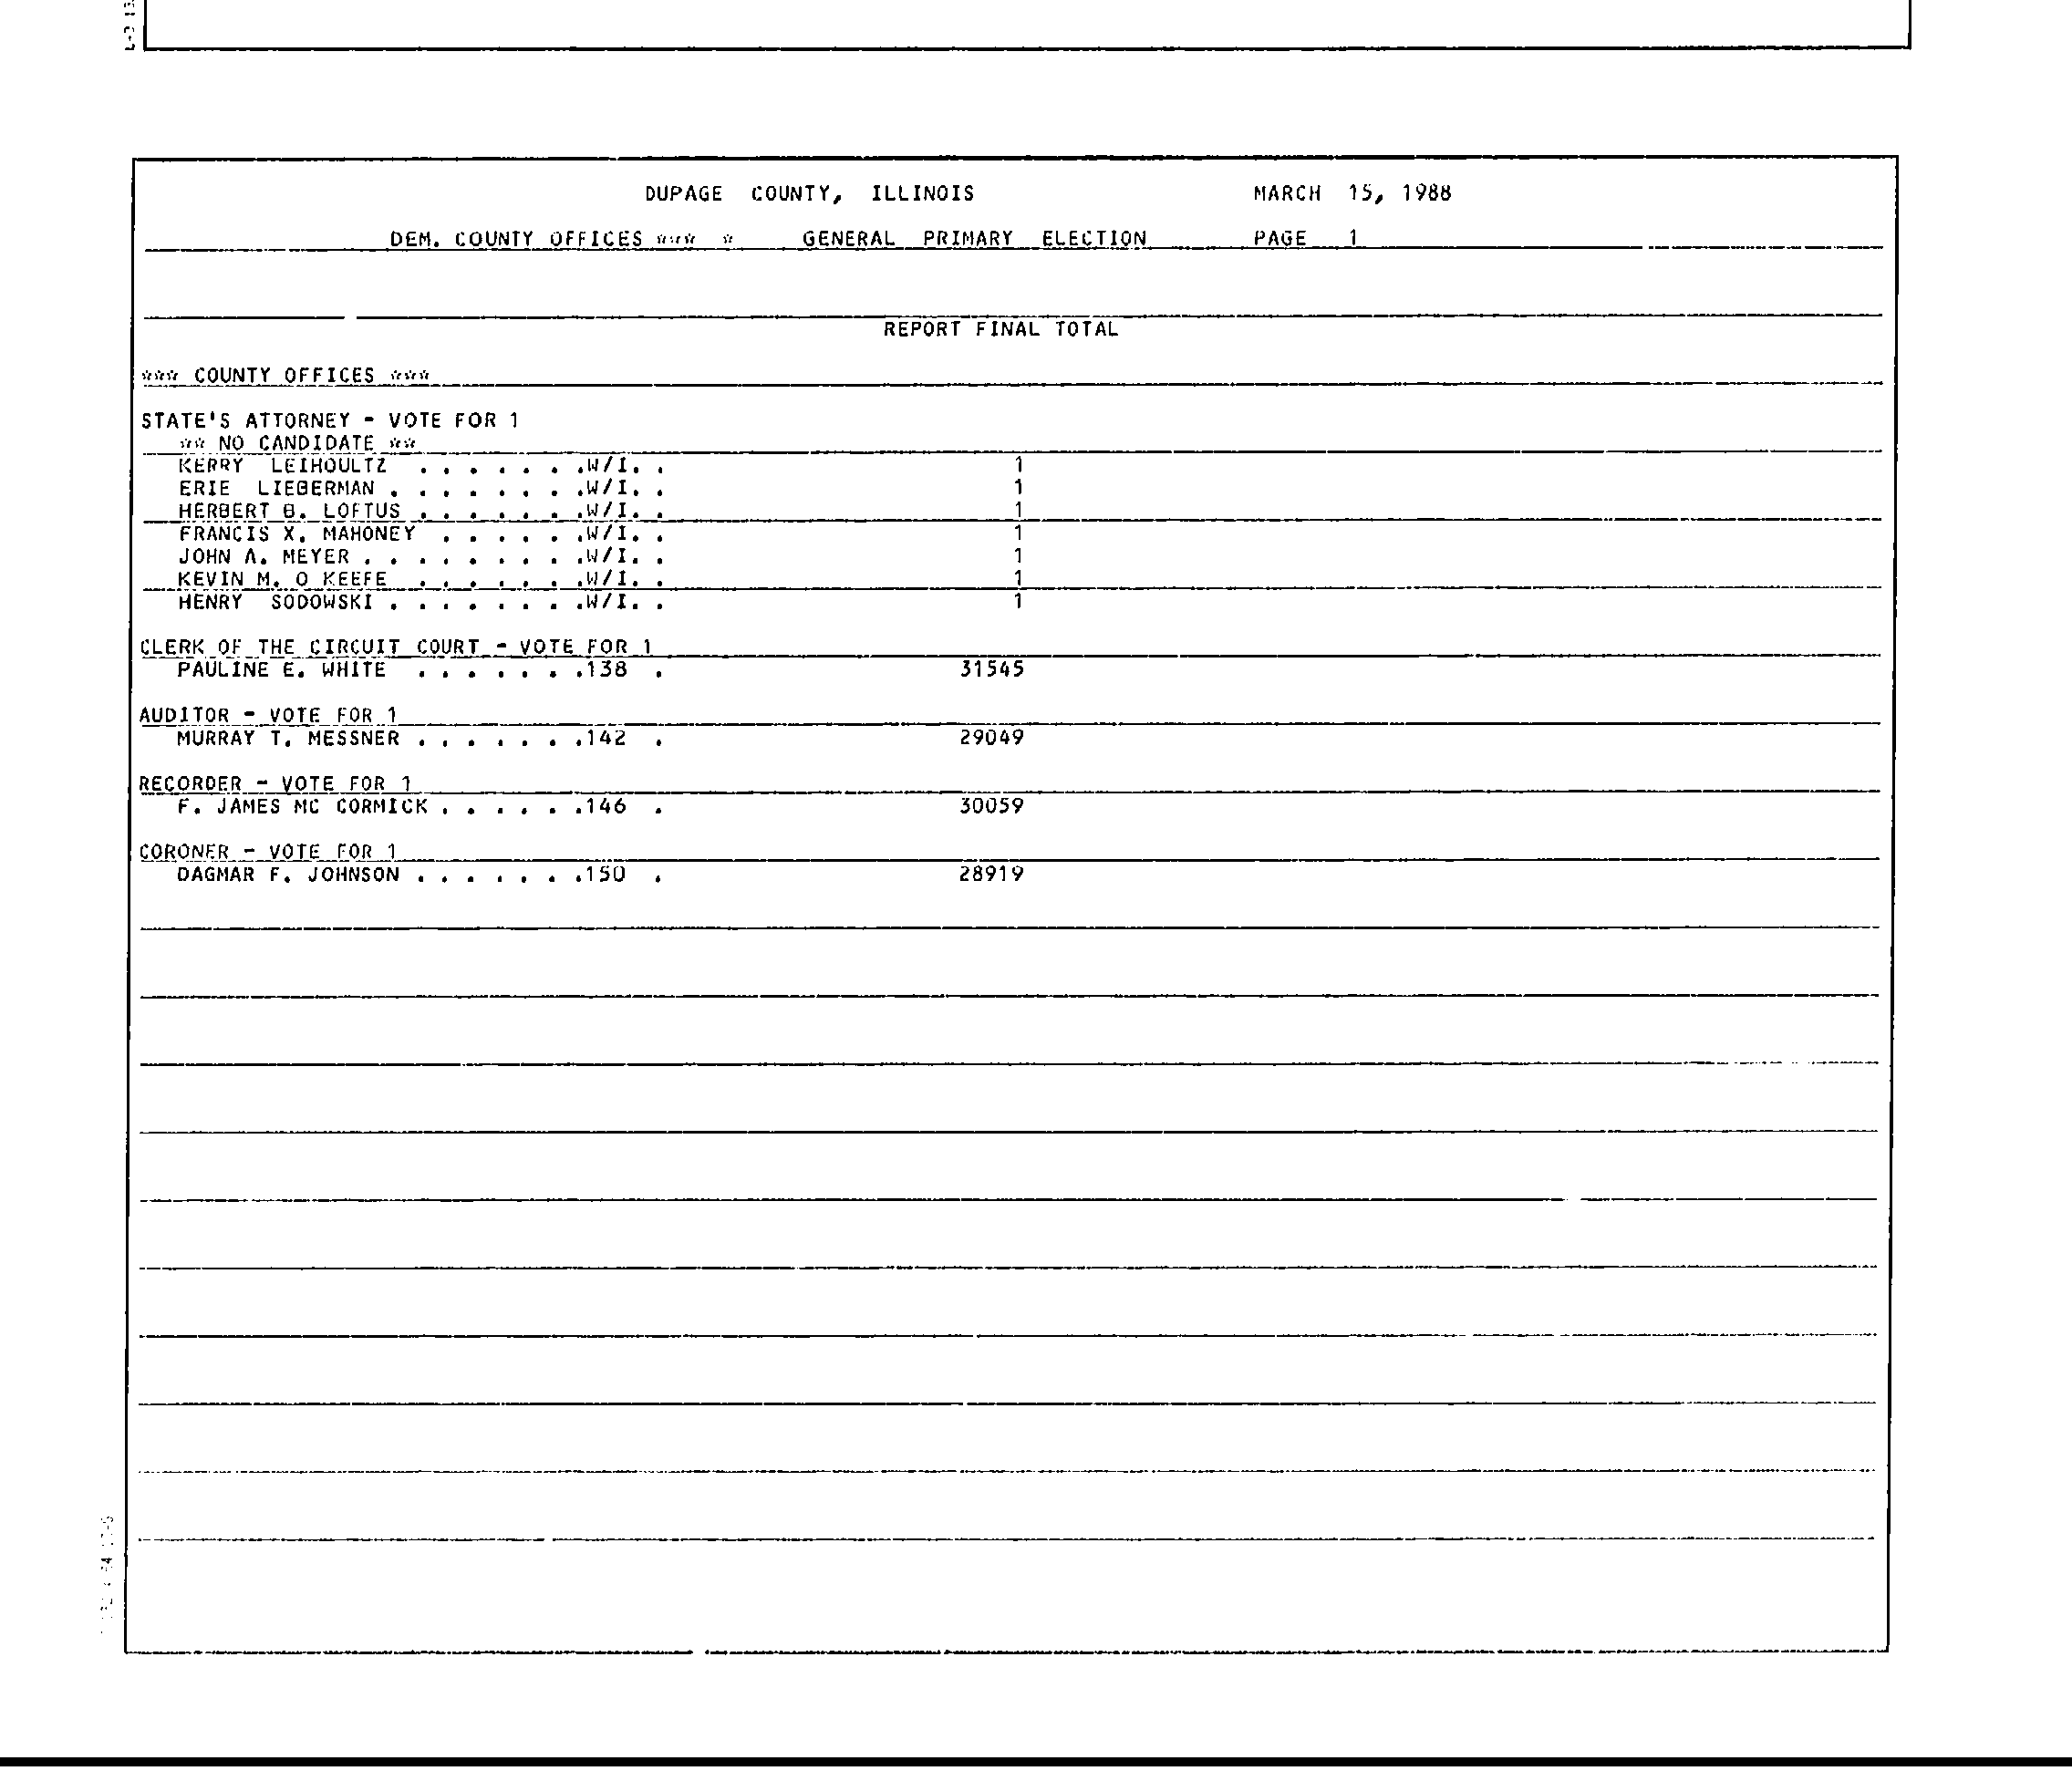 DUPAGE COUNTY, ILLINOIS MARCH 15, 1988
DEM. COUNTY OFFICES *** * GENERAL PRIMARY ELECTION PAGE 1
REPORT FINAL TOTAL
*** COUNTY OFFICES ***
STATE'S ATTORNEY - VOTE FOR 1
** NO CANDIDATE **
KERRY LEIHOULTZ . . . . . . . .W/I. . 1
ERIE LIEBERMAN . . . . . . . . .W/I. . 1
HERBERT B. LOFTUS . . . . . . . .W/I. . 1
FRANCIS X. MAHONEY . . . . . . .W/I. . 1
JOHN A. MEYER . . . . . . . . . .W/I. . 1
KEVIN M. O KEEFE . . . . . . . .W/I. . 1
HENRY SODOWSKI . . . . . . . . .W/I. . 1
CLERK OF THE CIRCUIT COURT - VOTE FOR 1
PAULINE E. WHITE . . . . . . . .138 . 31545
AUDITOR - VOTE FOR 1
MURRAY T. MESSNER . . . . . . . .142 . 29049
RECORDER - VOTE FOR 1
F. JAMES MC CORMICK . . . . . . .146 . 30059
CORONER - VOTE FOR 1
DAGMAR F. JOHNSON . . . . . . . .150 . 28919